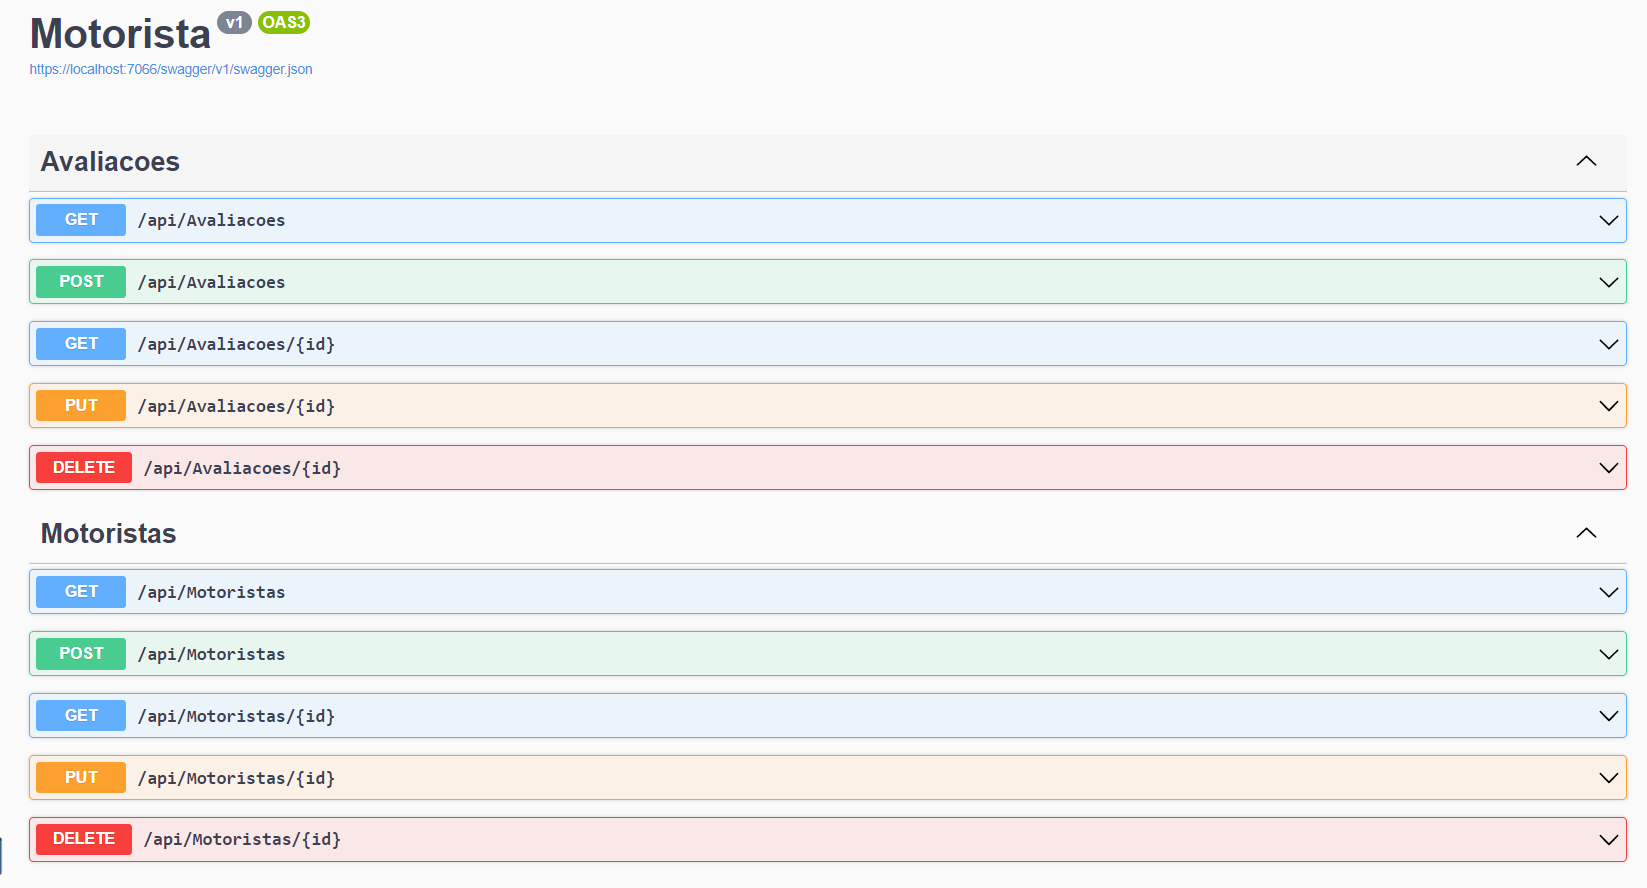 Motorista v1 OAS3
https://localhost:7066/swagger/v1/swagger.json
Avaliacoes
GET /api/Avaliacoes
POST /api/Avaliacoes
GET /api/Avaliacoes/{id}
PUT /api/Avaliacoes/{id}
DELETE /api/Avaliacoes/{id}
Motoristas
GET /api/Motoristas
POST /api/Motoristas
GET /api/Motoristas/{id}
PUT /api/Motoristas/{id}
DELETE /api/Motoristas/{id}